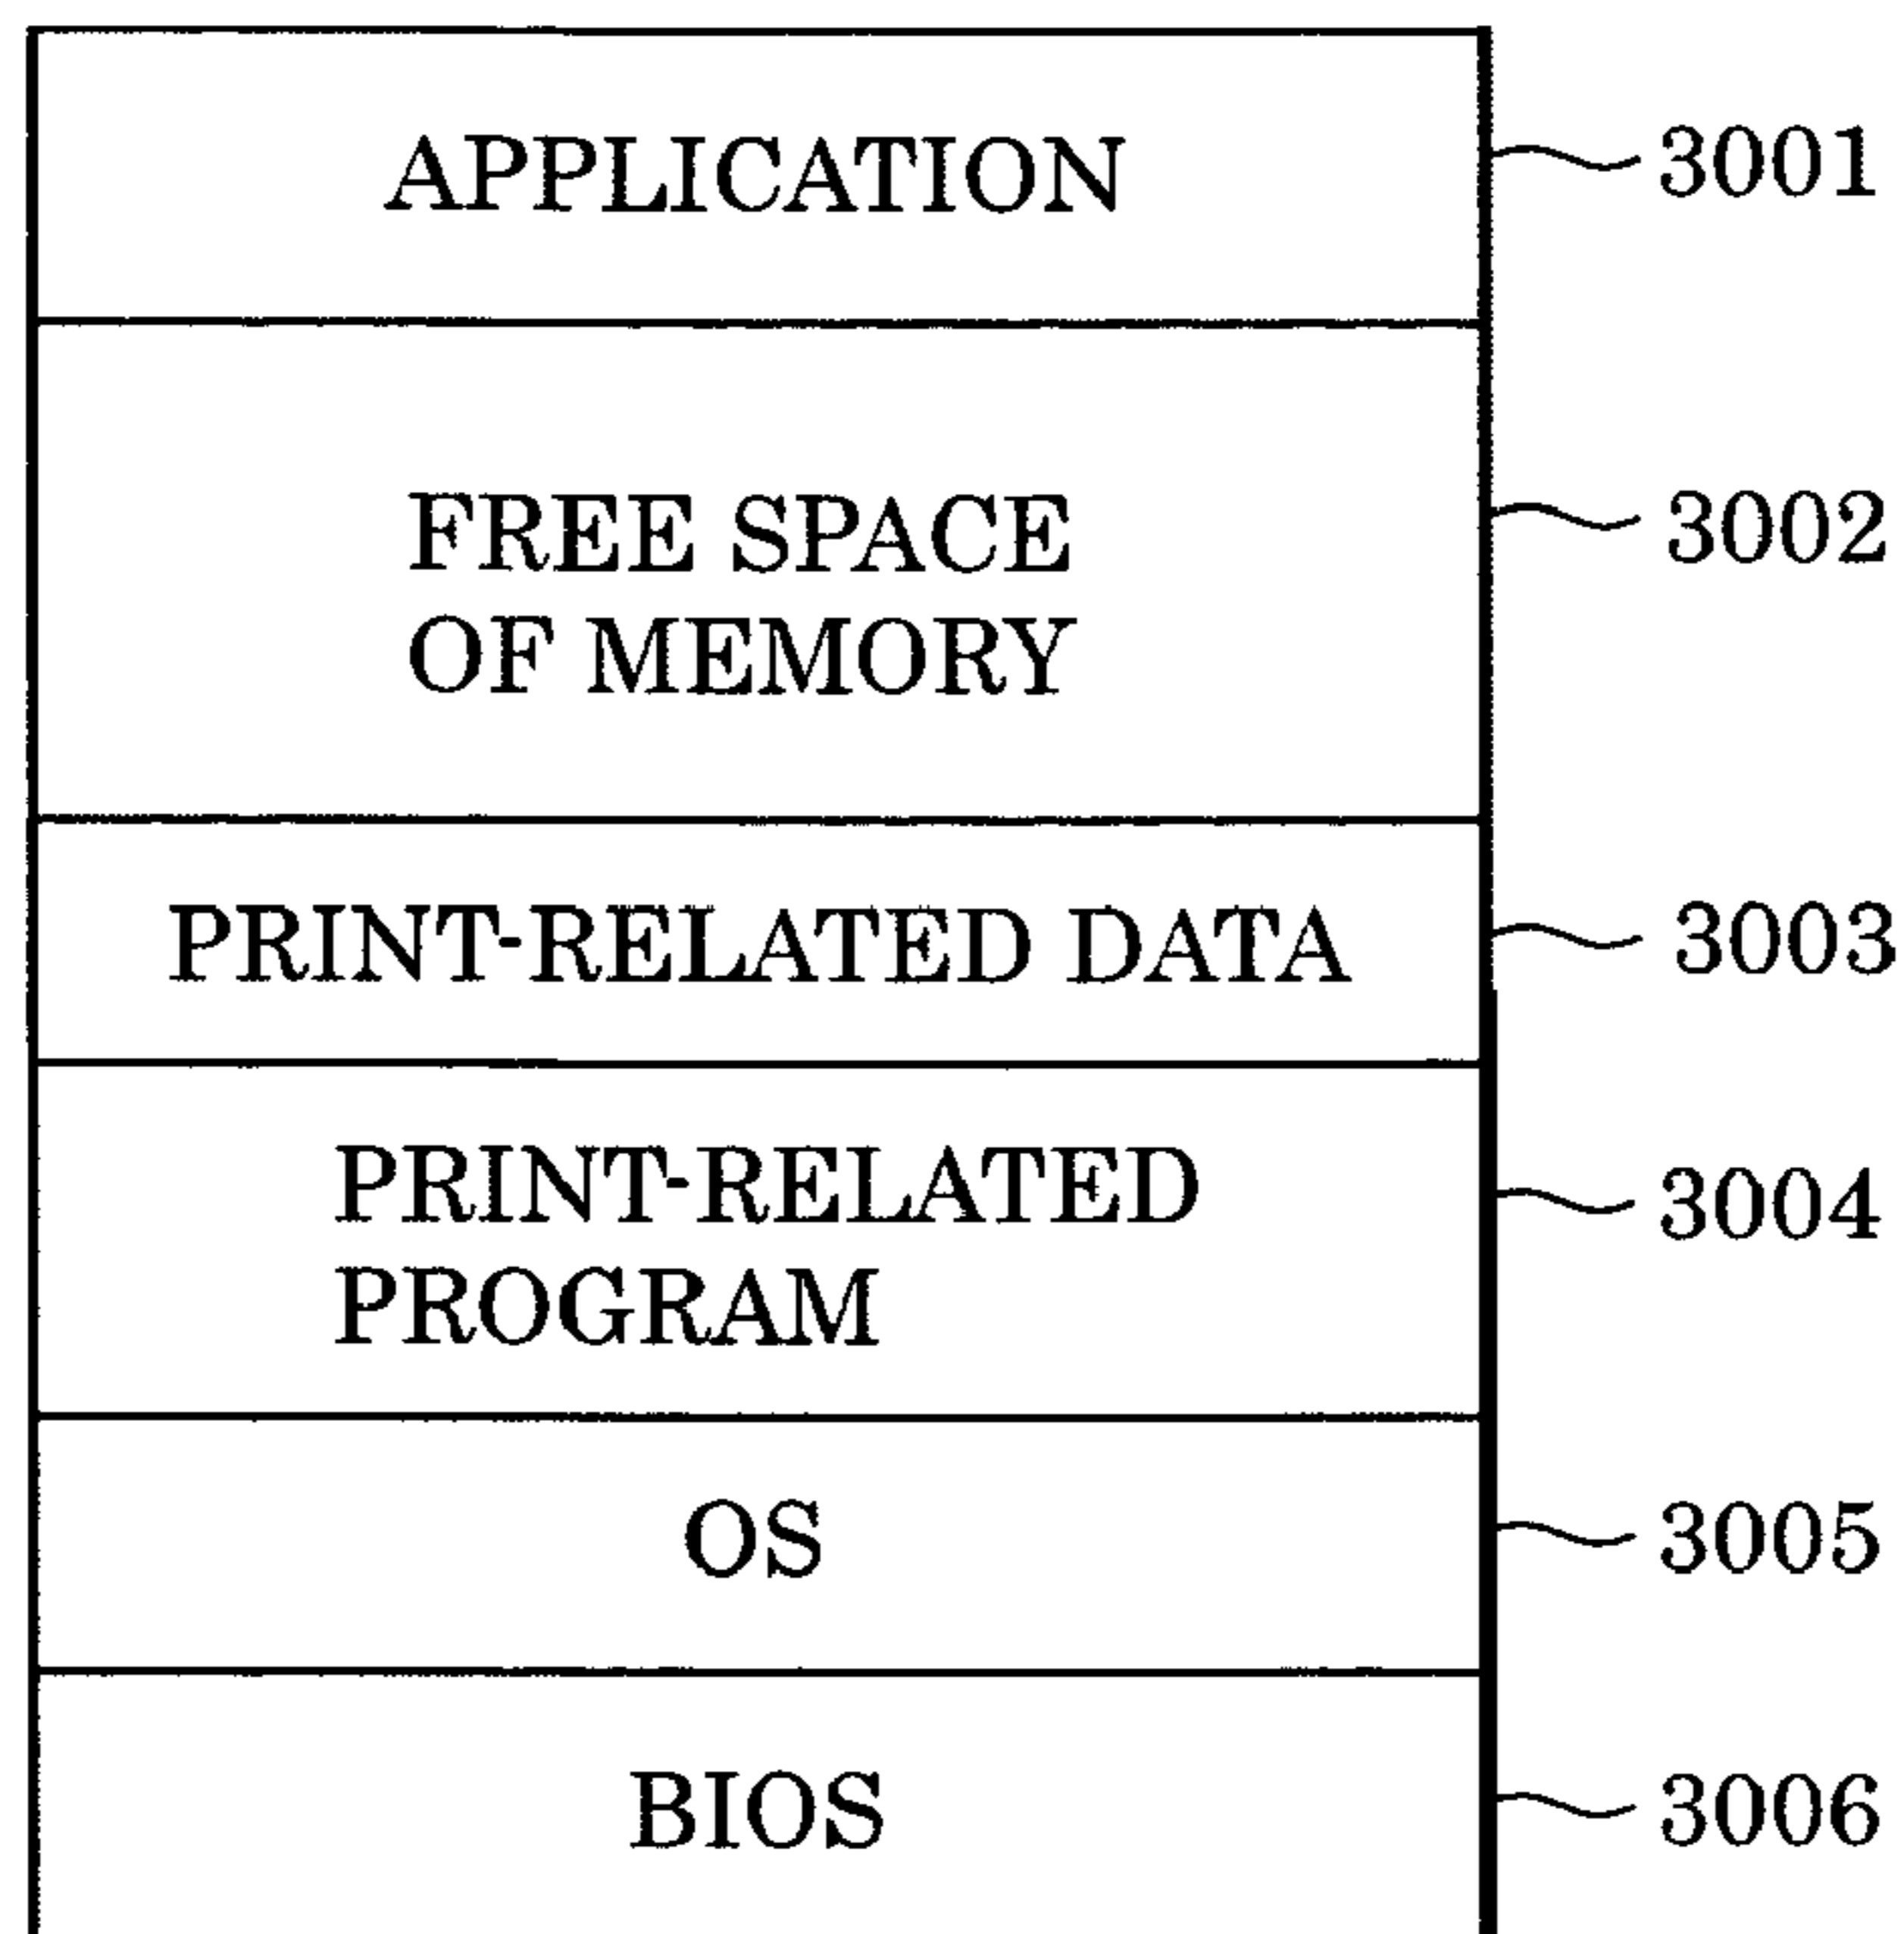 APPLICATION
3001
FREE SPACE
OF MEMORY
3002
PRINT-RELATED DATA
3003
PRINT-RELATED
PROGRAM
3004
OS
3005
BIOS
3006